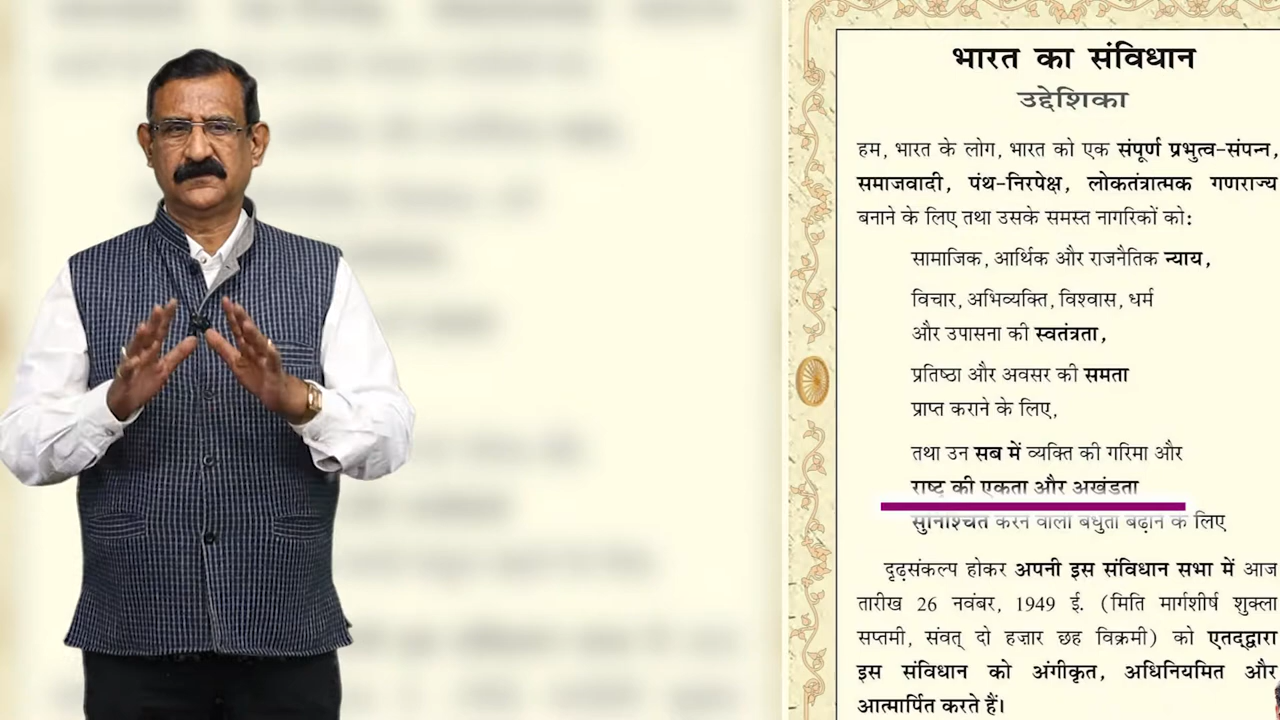 भारत का संविधान
उद्देशिका
हम, भारत के लोग, भारत को एक संपूर्ण प्रभुत्व-संपन्न,
समाजवादी, पंथ-निरपेक्ष, लोकतंत्रात्मक गणराज्य
बनाने के लिए तथा उसके समस्त नागरिकों को:
सामाजिक, आर्थिक और राजनैतिक न्याय,
विचार, अभिव्यक्ति, विश्वास, धर्म
और उपासना की स्वतंत्रता,
प्रतिष्ठा और अवसर की समता
प्राप्त कराने के लिए,
तथा उन सब में व्यक्ति की गरिमा और
राष्ट्र की एकता और अखंडता
सुनिश्चित करने वाली बंधुता बढ़ाने के लिए
दृढ़संकल्प होकर अपनी इस संविधान सभा में आज
तारीख 26 नवंबर, 1949 ई. (मिति मार्गशीर्ष शुक्ला
सप्तमी, संवत् दो हज़ार छह विक्रमी) को एतद्द्वारा
इस संविधान को अंगीकृत, अधिनियमित और
आत्मार्पित करते हैं।